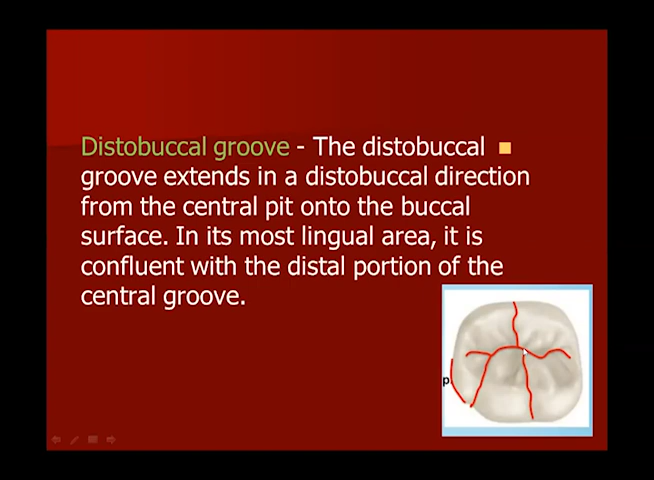 Distobuccal groove - The distobuccal
groove extends in a distobuccal direction
from the central pit onto the buccal
surface. In its most lingual area, it is
confluent with the distal portion of the
central groove.
p